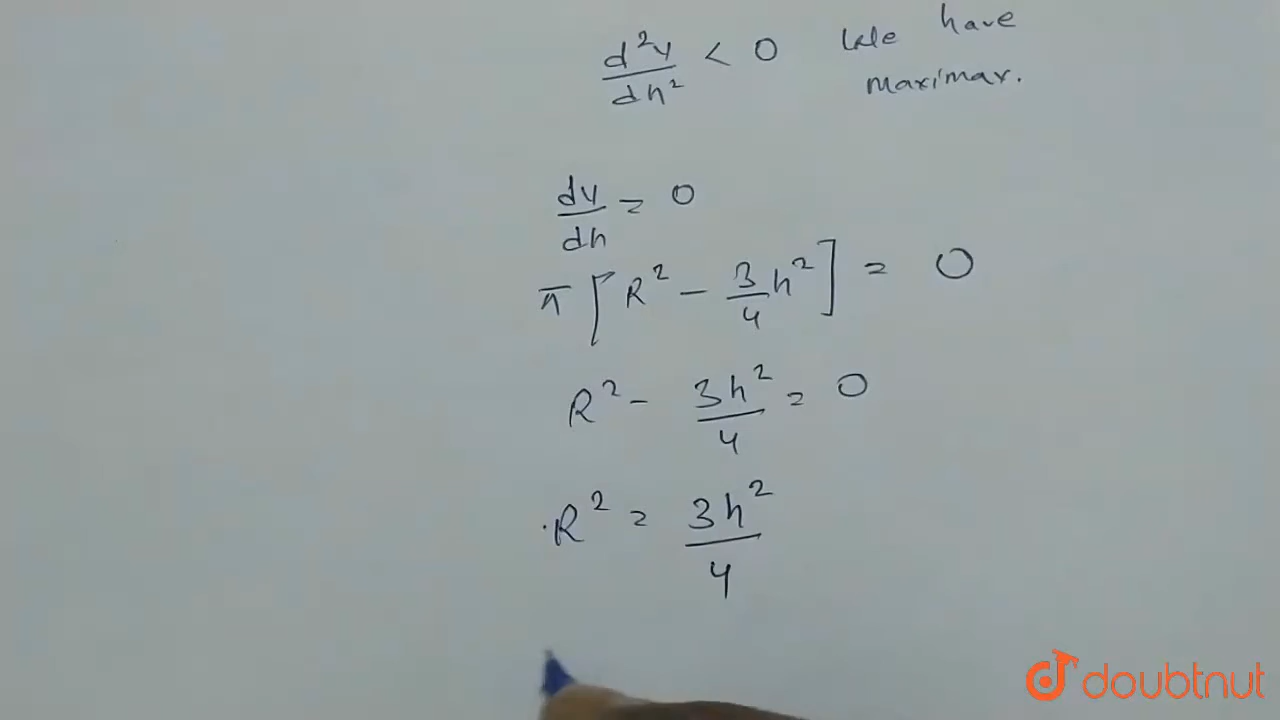 d²v/dh² < 0 We have
maximar.
dv/dh = 0
π [R² - 3/4 h²] = 0
R² - 3h²/4 = 0
R² = 3h²/4
doubtnut